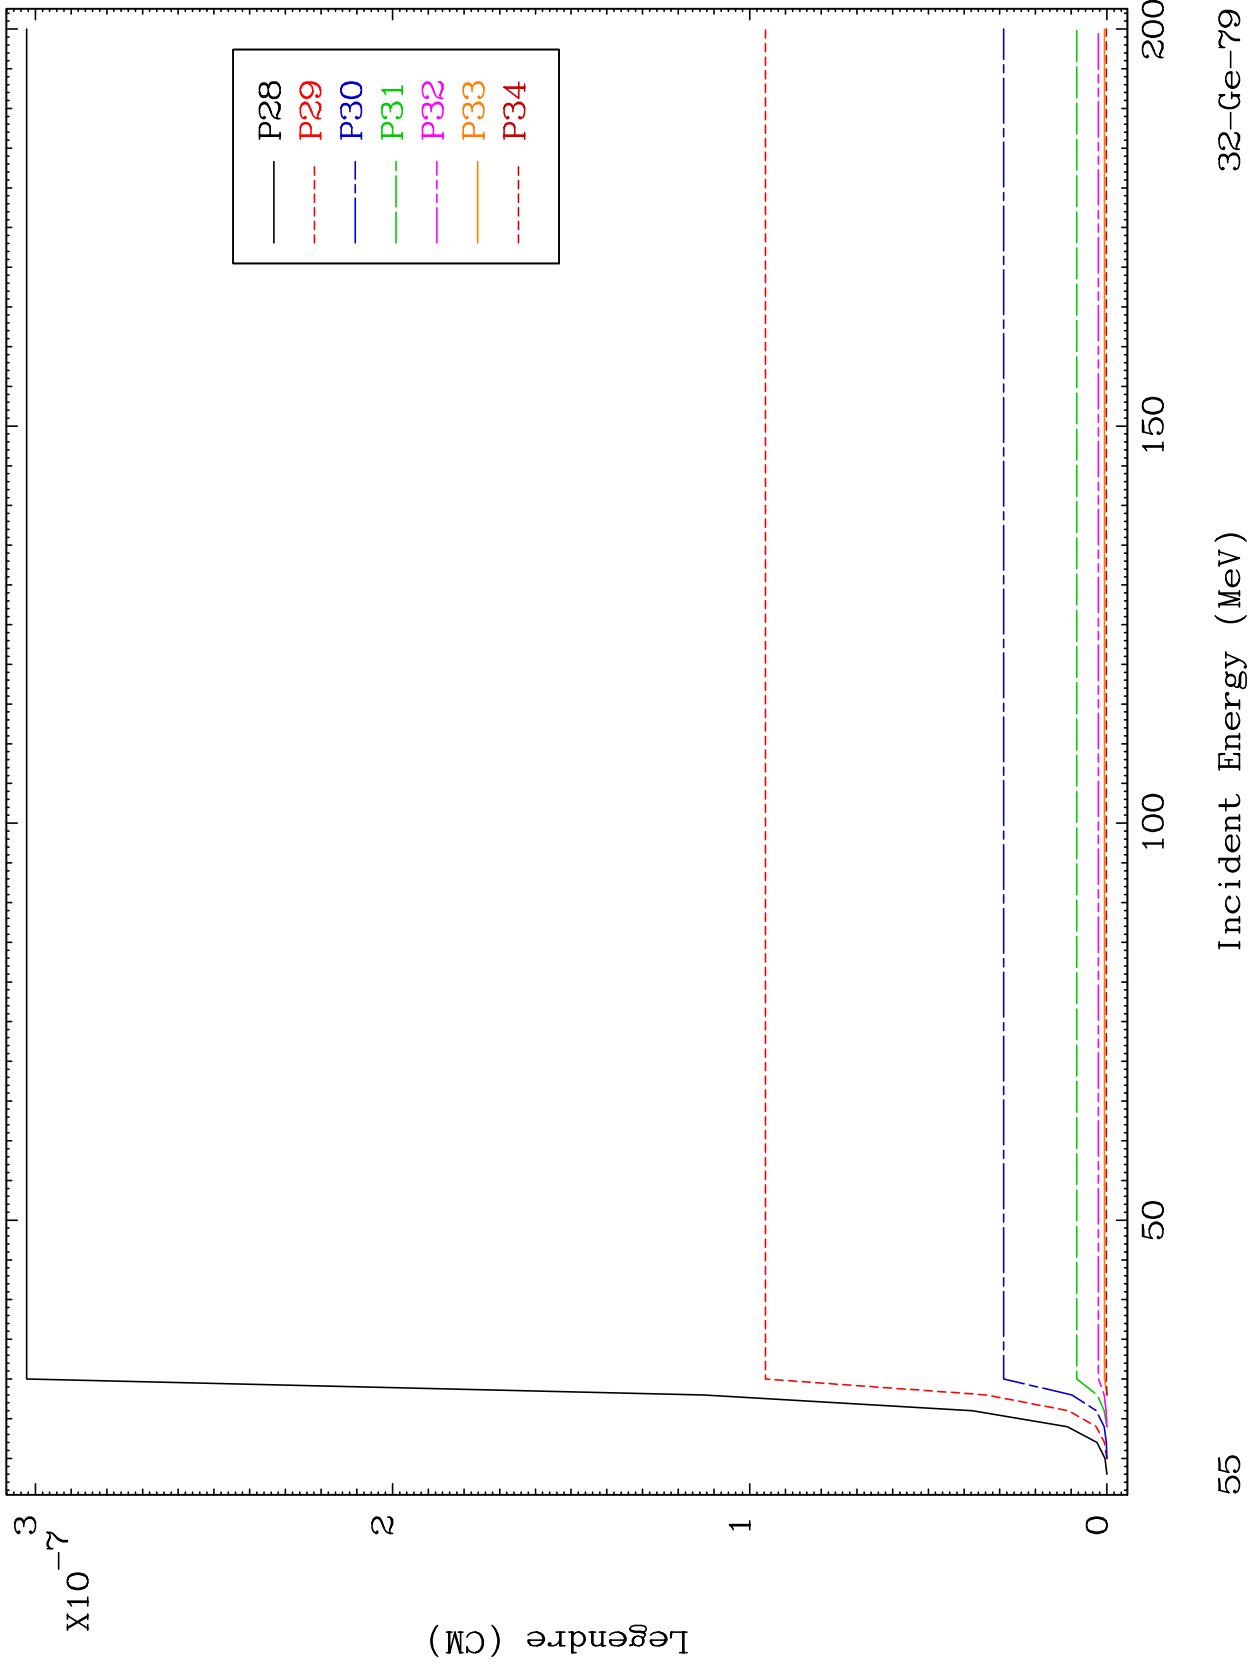 X10-7
3
2
1
0
Legendre (CM)
P28
P29
P30
P31
P32
P33
P34
50
100
150
200
Incident Energy (MeV)
55
32-Ge-79